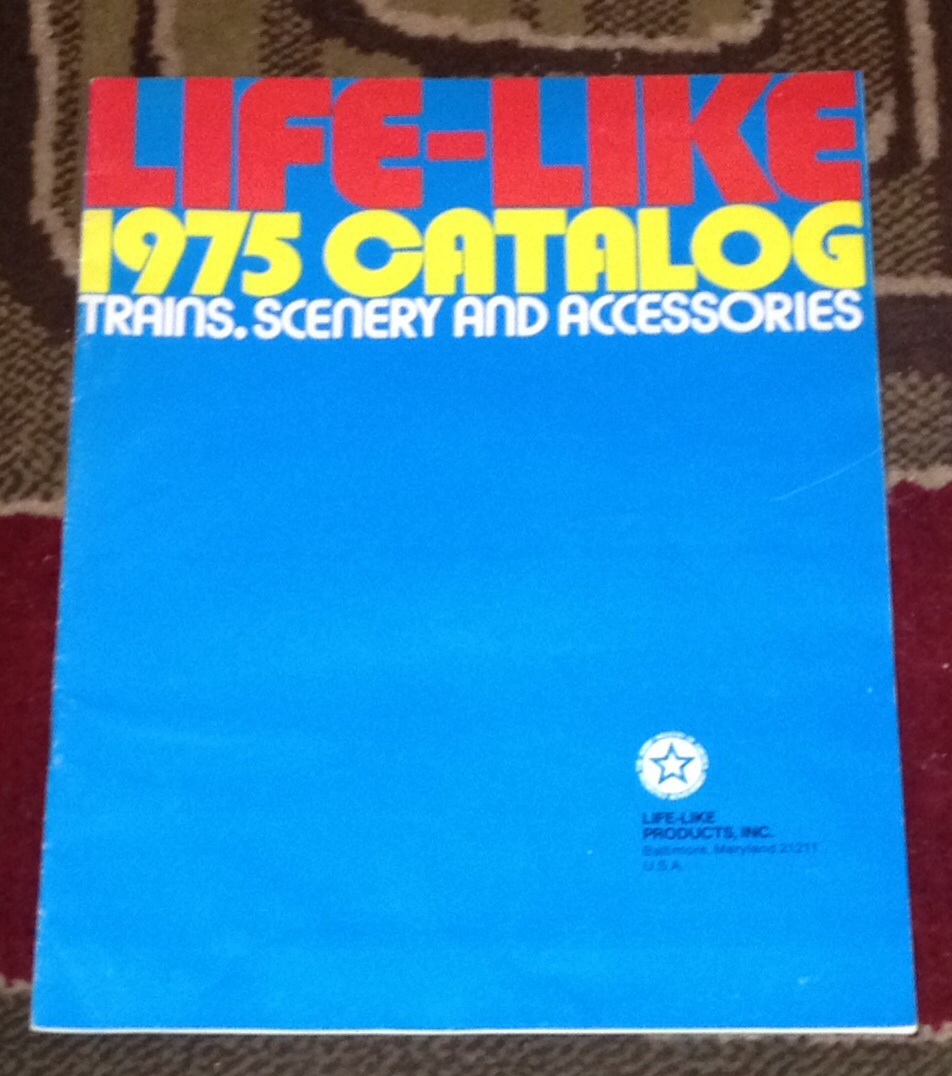 LIFE-LIKE
1975 CATALOG
TRAINS, SCENERY AND ACCESSORIES
LIFE-LIKE
PRODUCTS, INC.
Baltimore, Maryland 21211
U.S.A.